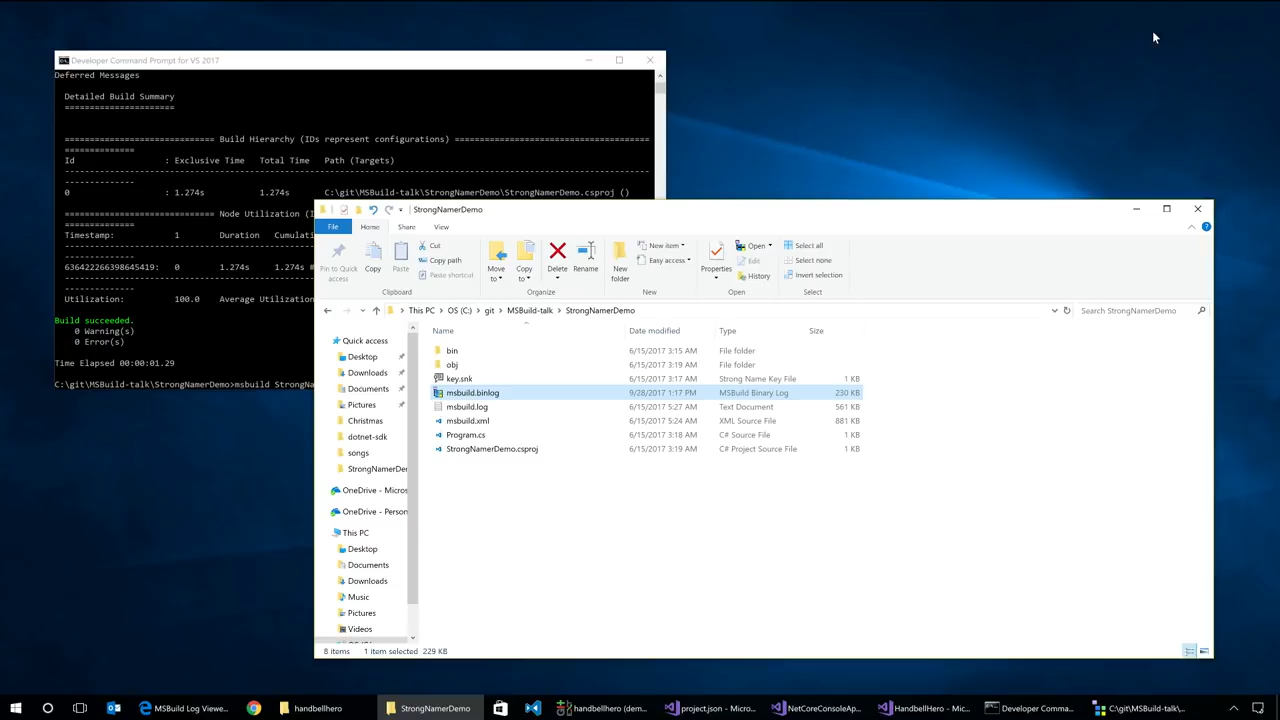 Developer Command Prompt for VS 2017
Deferred Messages
Detailed Build Summary
======================
============================== Build Hierarchy (IDs represent configurations) =======================================
==============
Id : Exclusive Time Total Time Path (Targets)
--------------
0 : 1.274s 1.274s C:\git\MSBuild-talk\StrongNamerDemo\StrongNamerDemo.csproj ()
============================== Node Utilization (I
==============
Timestamp: 1 Duration Cumulati
--------------
636422266398645419: 0 1.274s 1.274s #
--------------
Utilization: 100.0 Average Utilization
Build succeeded.
0 Warning(s)
0 Error(s)
Time Elapsed 00:00:01.29
C:\git\MSBuild-talk\StrongNamerDemo>msbuild StrongNa
StrongNamerDemo
File Home Share View
Pin to Quick access
Copy
Paste
Cut
Copy path
Paste shortcut
Clipboard
Move to
Copy to
Delete
Rename
Organize
New folder
New item
Easy access
New
Properties
Open
Edit
History
Open
Select all
Select none
Invert selection
Select
This PC OS (C:) git MSBuild-talk StrongNamerDemo
Search StrongNamerDemo
Quick access
Desktop
Downloads
Documents
Pictures
Christmas
dotnet-sdk
songs
StrongNamerDer
OneDrive - Micros
OneDrive - Person
This PC
Desktop
Documents
Downloads
Music
Pictures
Videos
Name Date modified Type Size
bin 6/15/2017 3:15 AM File folder
obj 6/15/2017 3:19 AM File folder
key.snk 6/15/2017 3:17 AM Strong Name Key File 1 KB
msbuild.binlog 9/28/2017 1:17 PM MSBuild Binary Log 230 KB
msbuild.log 6/15/2017 5:27 AM Text Document 561 KB
msbuild.xml 6/15/2017 5:24 AM XML Source File 881 KB
Program.cs 6/15/2017 3:18 AM C# Source File 1 KB
StrongNamerDemo.csproj 6/15/2017 3:19 AM C# Project Source File 1 KB
8 items 1 item selected 229 KB
MSBuild Log Viewe... handbellhero StrongNamerDemo handbellhero (dem... project.json - Micro... NetCoreConsoleAp... HandbellHero - Mic... Developer Comma... C:\git\MSBuild-talk\...